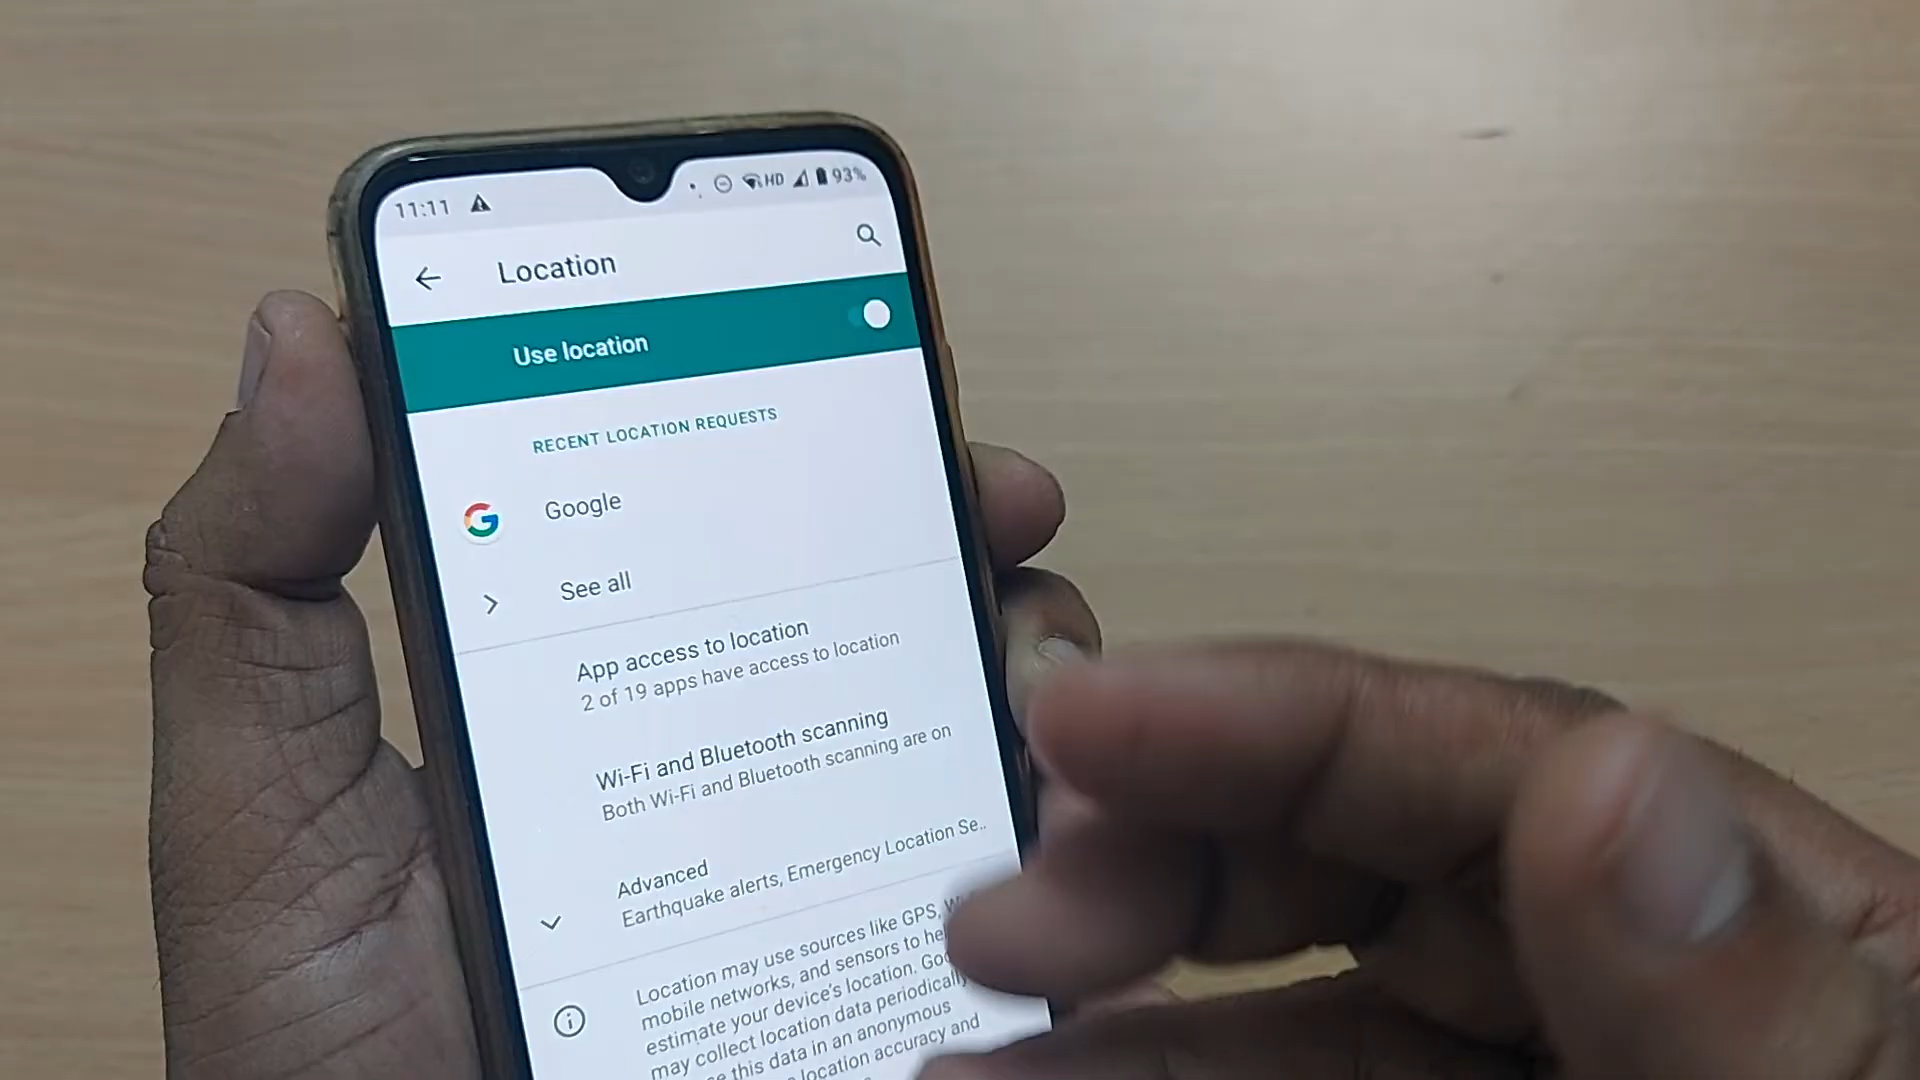 11:11 HD 93%
Location
Use location
RECENT LOCATION REQUESTS
Google
See all
App access to location
2 of 19 apps have access to location
Wi-Fi and Bluetooth scanning
Both Wi-Fi and Bluetooth scanning are on
Advanced
Earthquake alerts, Emergency Location Se..
Location may use sources like GPS,
mobile networks, and sensors to
estimate your device's location.
may collect location data periodically
this data in an anonymous
location accuracy and